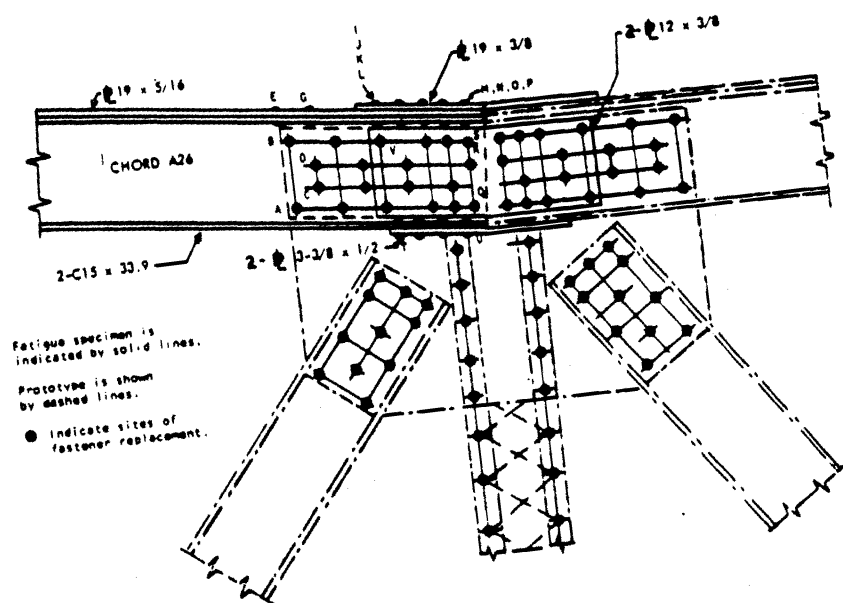 I
J
K
L
℄ 19 x 3/8
2-℄ 12 x 3/8
℄ 19 x 5/16
E G
M,N,O,P
B
D
V
CHORD A26
C
Q
A
2-℄ 3-3/8 x 1/2
2-C15 x 33.9
Fatigue specimen is
indicated by solid lines.
Prototype is shown
by dashed lines.
● Indicate sites of
fastener replacement.